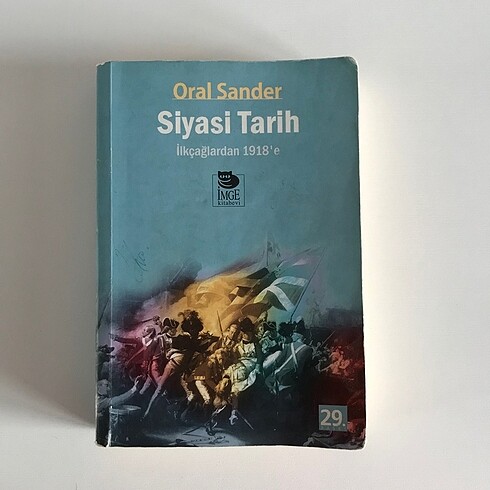 Oral Sander
Siyasi Tarih
İlkçağlardan 1918'e
İMGE
kitabevi
29.